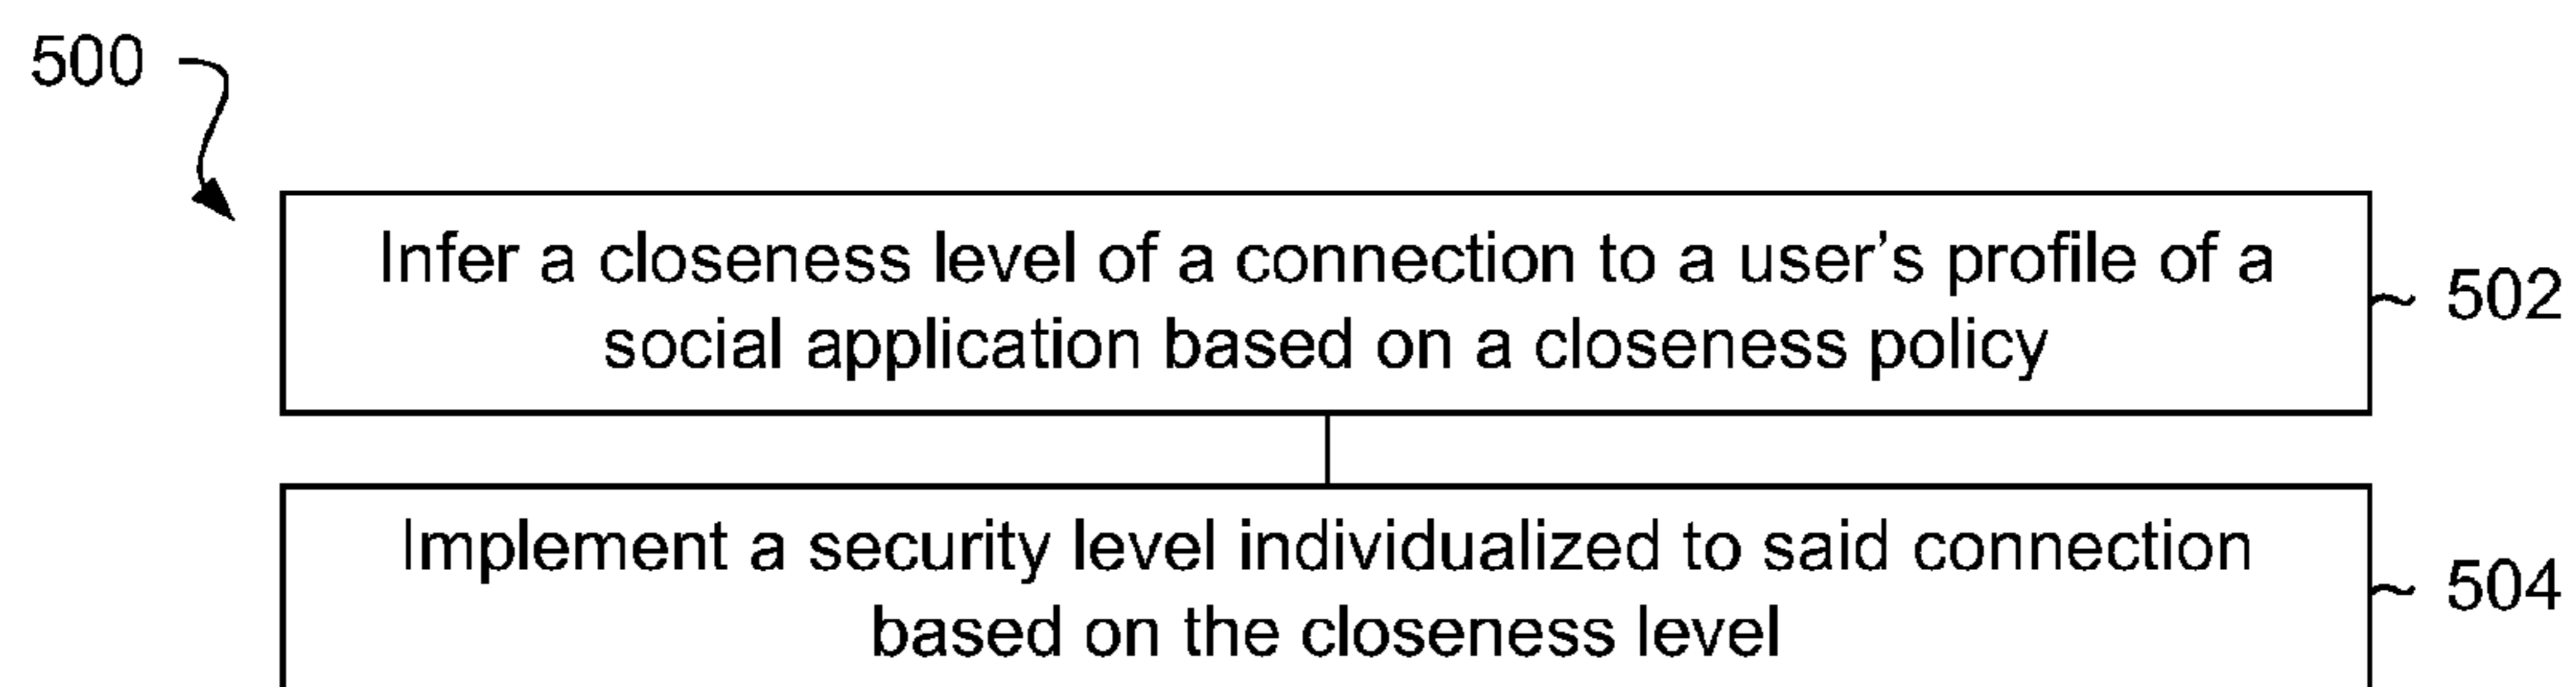 500
Infer a closeness level of a connection to a user’s profile of a
social application based on a closeness policy
502
Implement a security level individualized to said connection
based on the closeness level
504